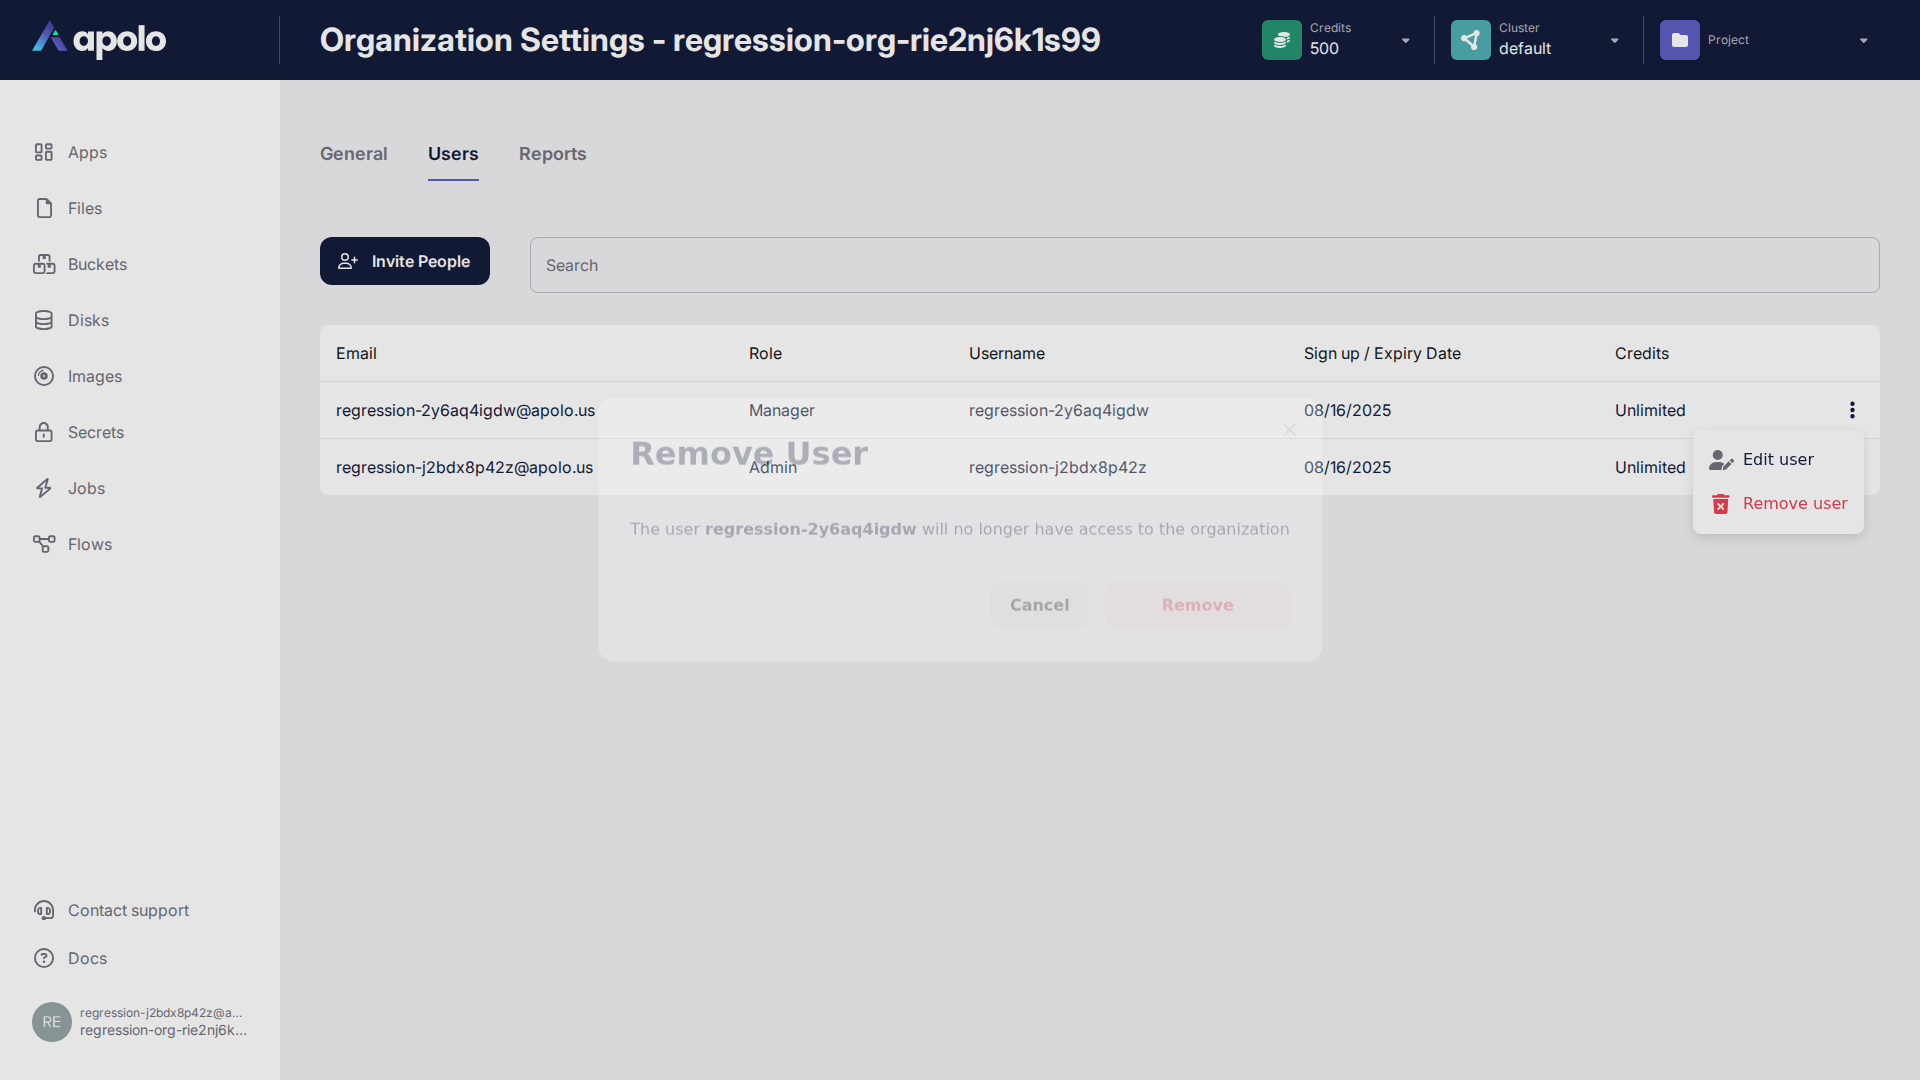 apolo
Organization Settings - regression-org-rie2nj6k1s99
Credits
500
Cluster
default
Project
Apps
Files
Buckets
Disks
Images
Secrets
Jobs
Flows
Contact support
Docs
RE
regression-j2bdx8p42z@a...
regression-org-rie2nj6k...
General Users Reports
Invite People
Search
Email Role Username Sign up / Expiry Date Credits
regression-2y6aq4igdw@apolo.us Manager regression-2y6aq4igdw 08/16/2025 Unlimited
regression-j2bdx8p42z@apolo.us Admin regression-j2bdx8p42z 08/16/2025 Unlimited
Edit user
Remove user
Remove User
The user regression-2y6aq4igdw will no longer have access to the organization
Cancel Remove